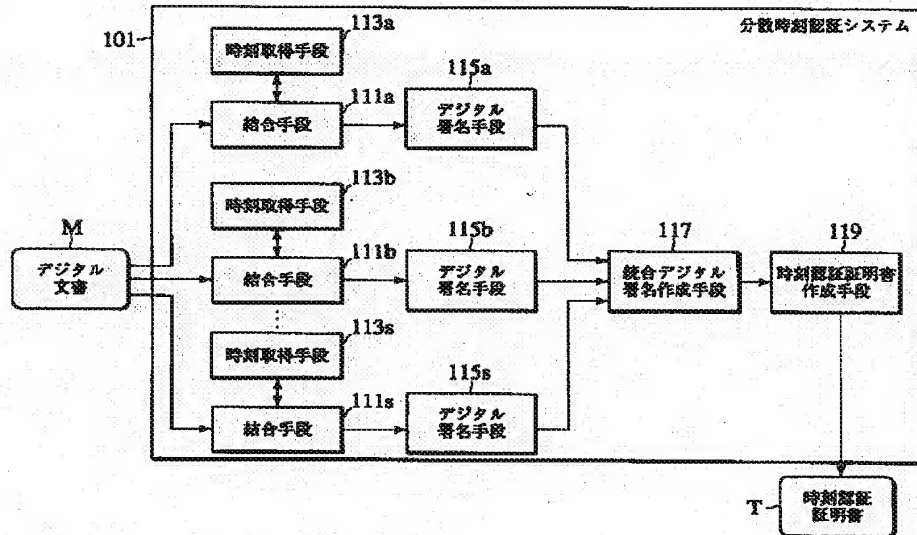 分散時刻認証システム
101
113a
時刻取得手段
115a
111a
結合手段
デジタル
署名手段
113b
時刻取得手段
M
デジタル
文書
111b
結合手段
115b
デジタル
署名手段
117
統合デジタル
署名作成手段
119
時刻認証証明書
作成手段
113s
時刻取得手段
111s
結合手段
115s
デジタル
署名手段
T
時刻認証
証明書